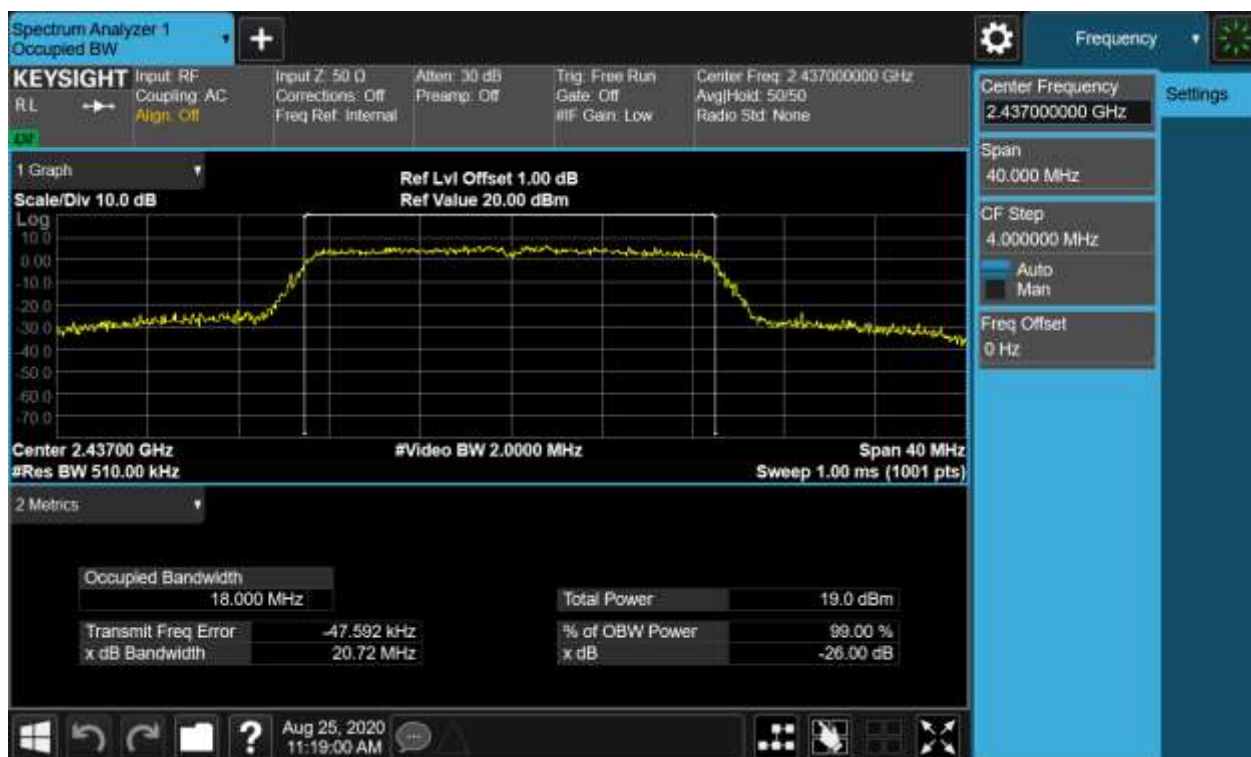 Spectrum Analyzer 1
Occupied BW
Frequency
KEYSIGHT
RL
Input: RF
Coupling: AC
Align: Off
Input Z: 50 Ω
Corrections: Off
Freq Ref: Internal
Atten: 30 dB
Preamp: Off
Trig: Free Run
Gate: Off
#IF Gain: Low
Center Freq: 2.437000000 GHz
Avg|Hold: 50/50
Radio Std: None
Center Frequency
2.437000000 GHz
Settings
Span
40.000 MHz
CF Step
4.000000 MHz
Auto
Man
Freq Offset
0 Hz
1 Graph
Scale/Div 10.0 dB
Ref Lvl Offset 1.00 dB
Ref Value 20.00 dBm
Log
10.0
0.00
-10.0
-20.0
-30.0
-40.0
-50.0
-60.0
-70.0
Center 2.43700 GHz
#Video BW 2.0000 MHz
Span 40 MHz
#Res BW 510.00 kHz
Sweep 1.00 ms (1001 pts)
2 Metrics
Occupied Bandwidth
18.000 MHz
Total Power 19.0 dBm
Transmit Freq Error -47.592 kHz
% of OBW Power 99.00 %
x dB Bandwidth 20.72 MHz
x dB -26.00 dB
?
Aug 25, 2020
11:19:00 AM